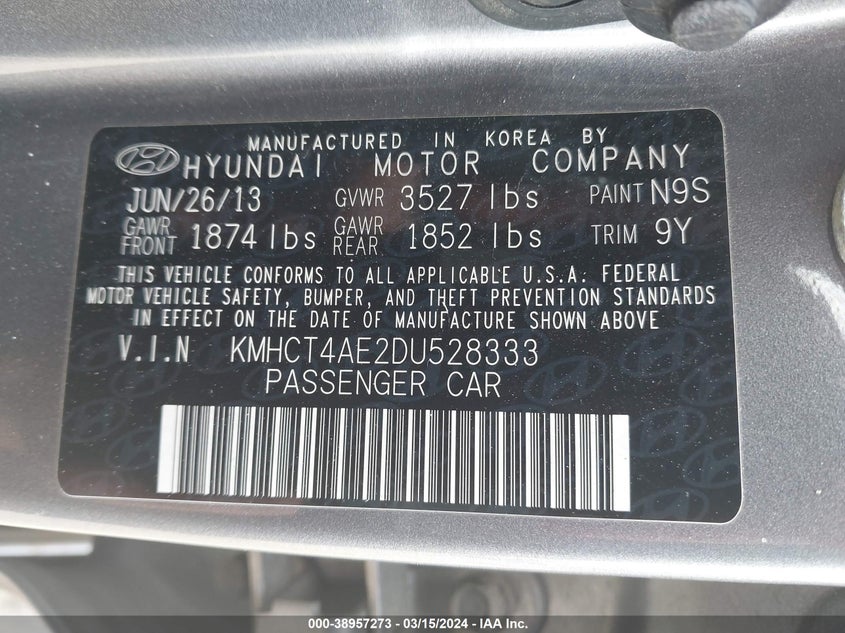 MANUFACTURED IN KOREA BY
HYUNDAI MOTOR COMPANY
JUN/26/13 GVWR 3527 lbs PAINT N9S
GAWR FRONT 1874 lbs GAWR REAR 1852 lbs TRIM 9Y
THIS VEHICLE CONFORMS TO ALL APPLICABLE U.S.A. FEDERAL
MOTOR VEHICLE SAFETY, BUMPER, AND THEFT PREVENTION STANDARDS
IN EFFECT ON THE DATE OF MANUFACTURE SHOWN ABOVE
V.I.N KMHCT4AE2DU528333
PASSENGER CAR
000-38957273 - 03/15/2024 - IAAI Inc.